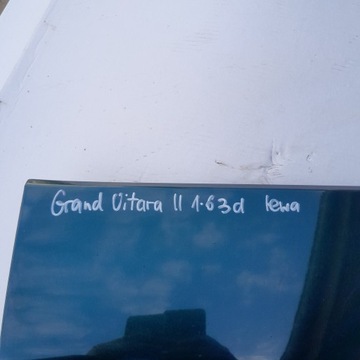 Grand Vitara II 1.6 3d lewa